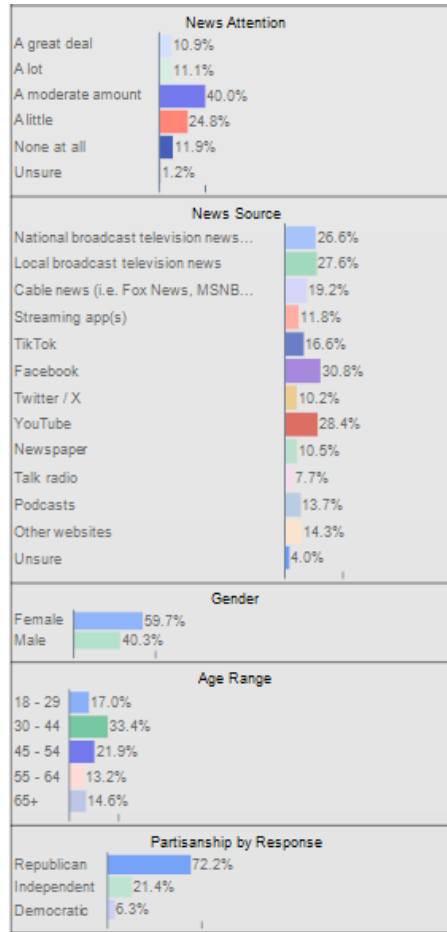 News Attention
A great deal 10.9%
A lot 11.1%
A moderate amount 40.0%
A little 24.8%
None at all 11.9%
Unsure 1.2%
News Source
National broadcast television news... 26.6%
Local broadcast television news 27.6%
Cable news (i.e. Fox News, MSNB... 19.2%
Streaming app(s) 11.8%
TikTok 16.6%
Facebook 30.8%
Twitter / X 10.2%
YouTube 28.4%
Newspaper 10.5%
Talk radio 7.7%
Podcasts 13.7%
Other websites 14.3%
Unsure 4.0%
Gender
Female 59.7%
Male 40.3%
Age Range
18 - 29 17.0%
30 - 44 33.4%
45 - 54 21.9%
55 - 64 13.2%
65+ 14.6%
Partisanship by Response
Republican 72.2%
Independent 21.4%
Democratic 6.3%